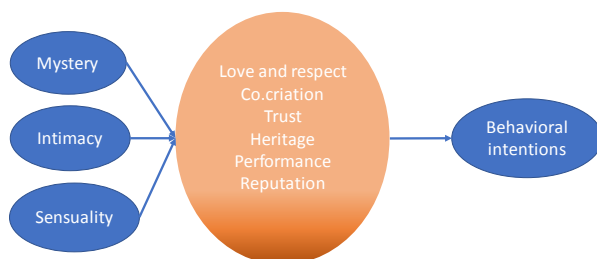 Mystery
Intimacy
Sensuality
Love and respect
Co.criation
Trust
Heritage
Performance
Reputation
Behavioral
intentions